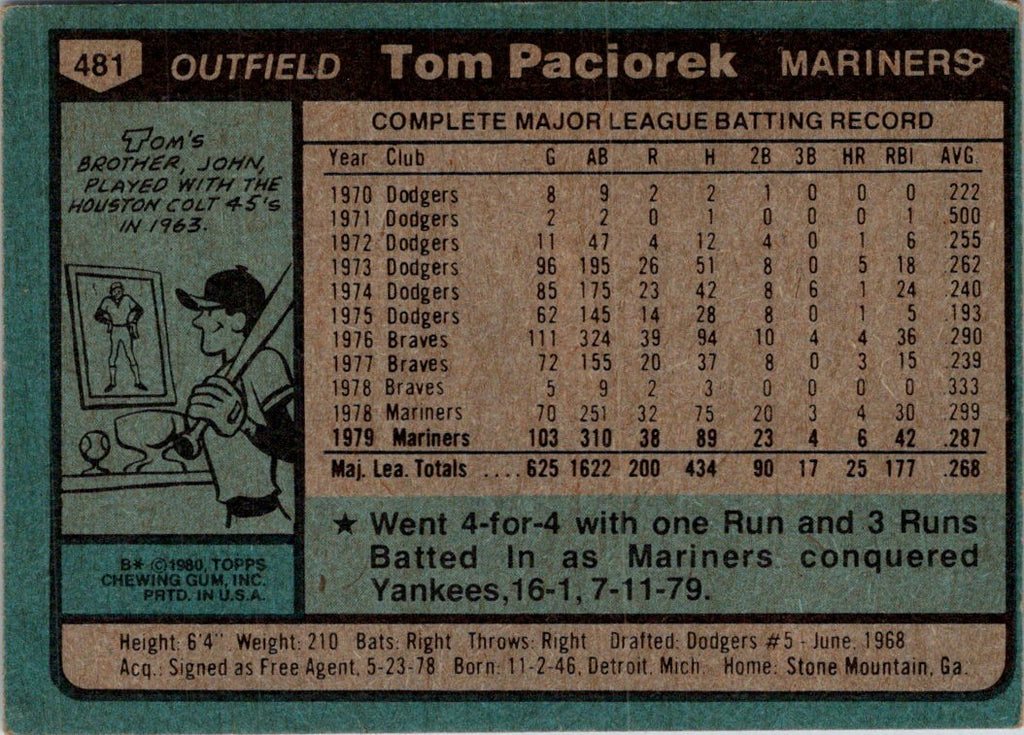 481 OUTFIELD Tom Paciorek MARINERS
TOM'S
BROTHER, JOHN,
PLAYED WITH THE
HOUSTON COLT 45's
IN 1963.
COMPLETE MAJOR LEAGUE BATTING RECORD
Year Club G AB R H 2B 3B HR RBI AVG.
1970 Dodgers 8 9 2 2 1 0 0 0 .222
1971 Dodgers 2 2 0 1 0 0 0 1 .500
1972 Dodgers 11 47 4 12 4 0 1 6 .255
1973 Dodgers 96 195 26 51 8 0 5 18 .262
1974 Dodgers 85 175 23 42 8 6 1 24 .240
1975 Dodgers 62 145 14 28 8 0 1 5 .193
1976 Braves 111 324 39 94 10 4 4 36 .290
1977 Braves 72 155 20 37 8 0 3 15 .239
1978 Braves 5 9 2 3 0 0 0 0 .333
1978 Mariners 70 251 32 75 20 3 4 30 .299
1979 Mariners 103 310 38 89 23 4 6 42 .287
Maj. Lea. Totals ....625 1622 200 434 90 17 25 177 .268
★ Went 4-for-4 with one Run and 3 Runs
Batted In as Mariners conquered
Yankees,16-1, 7-11-79.
B* ©1980, TOPPS
CHEWING GUM, INC.
PRTD. IN U.S.A.
Height: 6'4" Weight: 210 Bats: Right Throws: Right Drafted: Dodgers #5 - June, 1968
Acq.: Signed as Free Agent, 5-23-78 Born: 11-2-46, Detroit, Mich. Home: Stone Mountain, Ga.